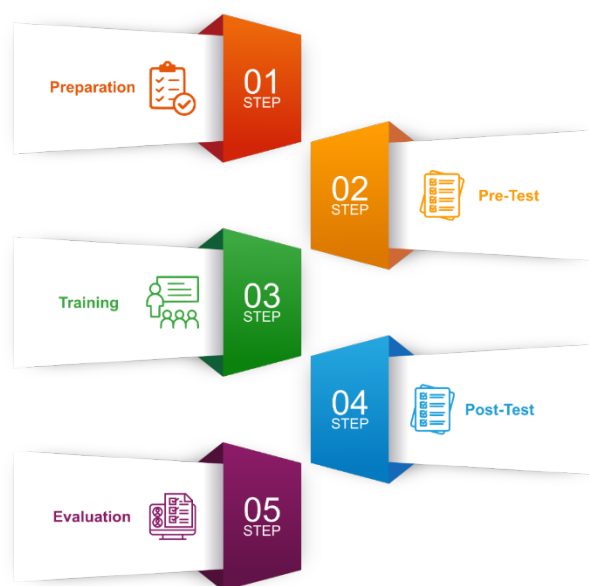 Preparation
01
STEP
02
STEP
Pre-Test
Training
03
STEP
04
STEP
Post-Test
Evaluation
05
STEP